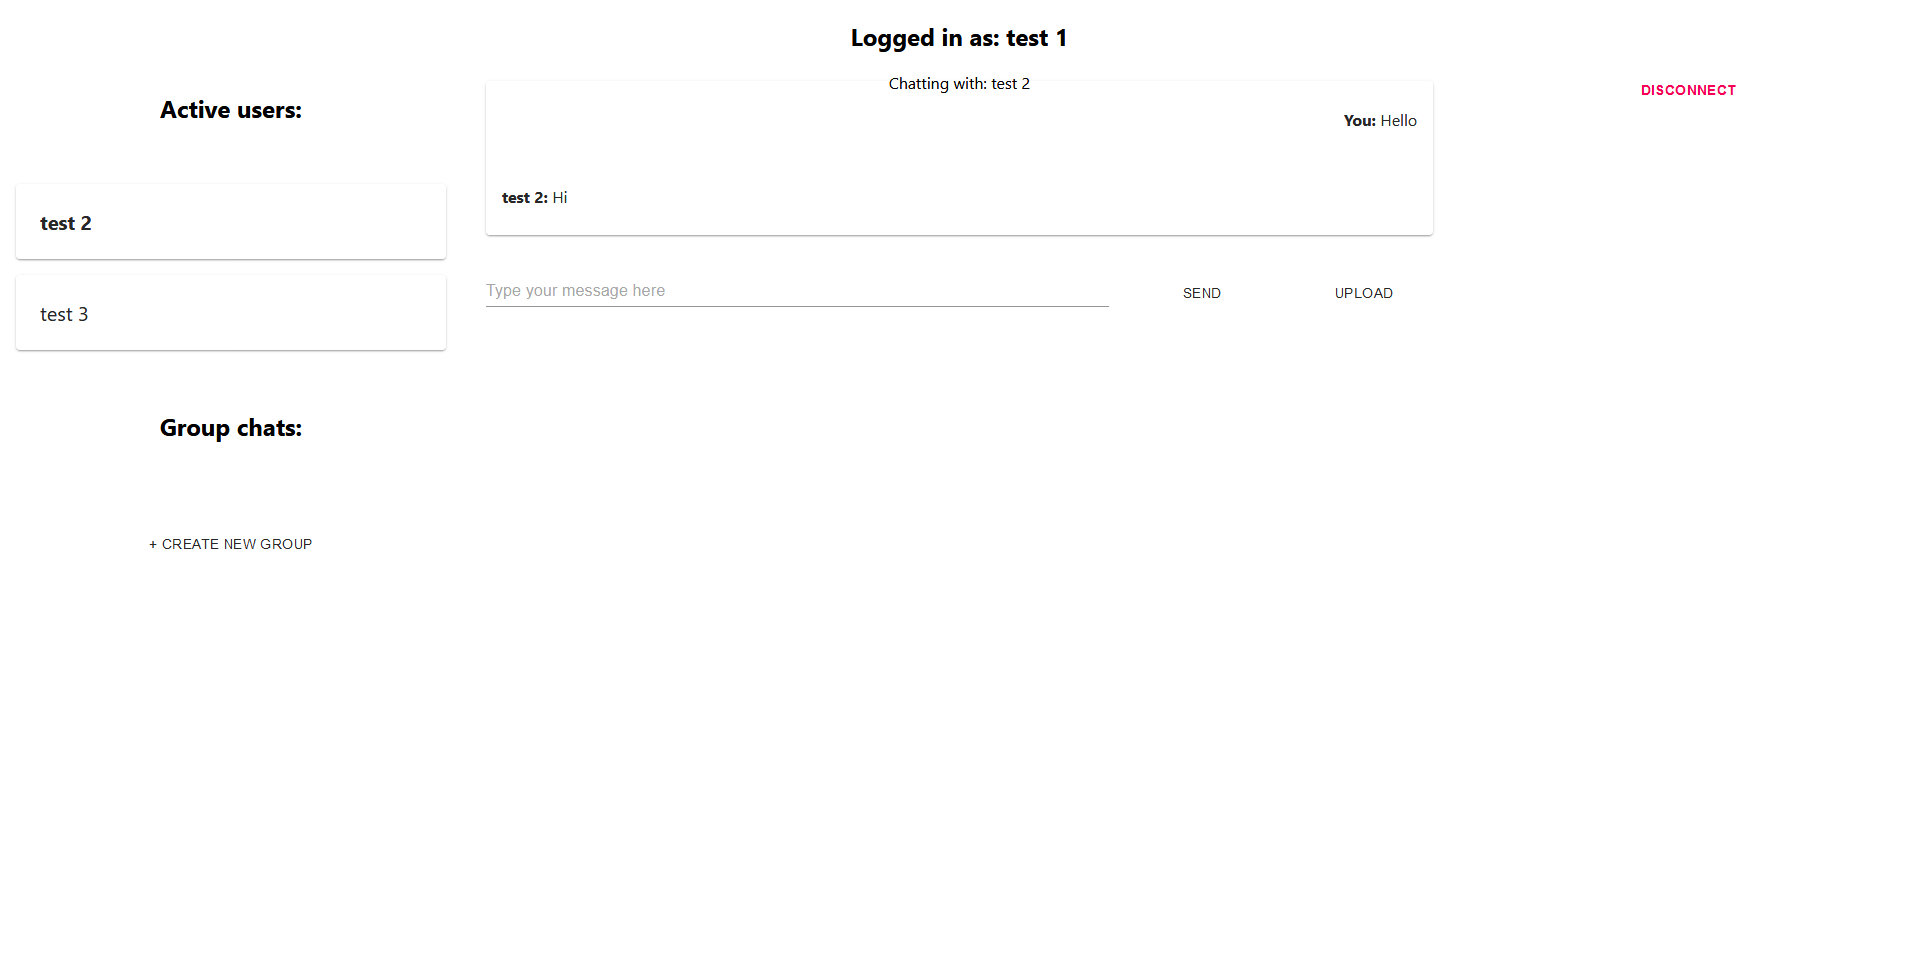 Logged in as: test 1
Active users:
test 2
test 3
Group chats:
+ CREATE NEW GROUP
Chatting with: test 2
You: Hello
test 2: Hi
Type your message here
SEND
UPLOAD
DISCONNECT